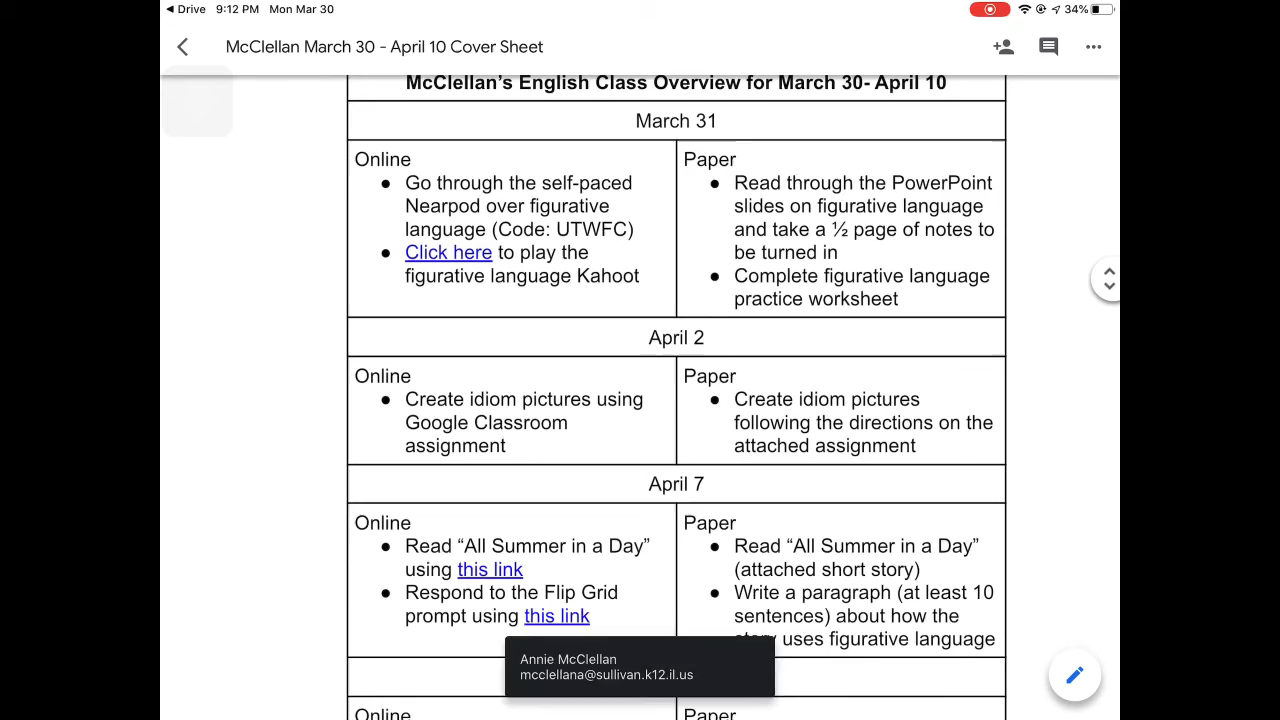 Drive 9:12 PM Mon Mar 30 34%
McClellan March 30 - April 10 Cover Sheet
McClellan's English Class Overview for March 30- April 10
March 31
Online
● Go through the self-paced
Nearpod over figurative
language (Code: UTWFC)
● Click here to play the
figurative language Kahoot
Paper
● Read through the PowerPoint
slides on figurative language
and take a ½ page of notes to
be turned in
● Complete figurative language
practice worksheet
April 2
Online
● Create idiom pictures using
Google Classroom
assignment
Paper
● Create idiom pictures
following the directions on the
attached assignment
April 7
Online
● Read “All Summer in a Day”
using this link
● Respond to the Flip Grid
prompt using this link
Paper
● Read “All Summer in a Day”
(attached short story)
● Write a paragraph (at least 10
sentences) about how the
story uses figurative language
Annie McClellan
mcclellana@sullivan.k12.il.us
Online
Paper